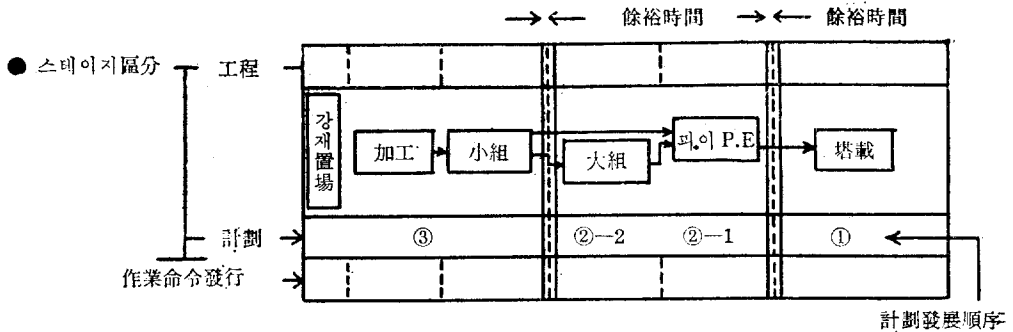 餘裕時間 餘裕時間
● 스테이지區分 工程
강재置場
加工 小組 大組 피.이 P.E 塔載
計劃 ③ ②—2 ②—1 ①
作業命令發行
計劃發展順序